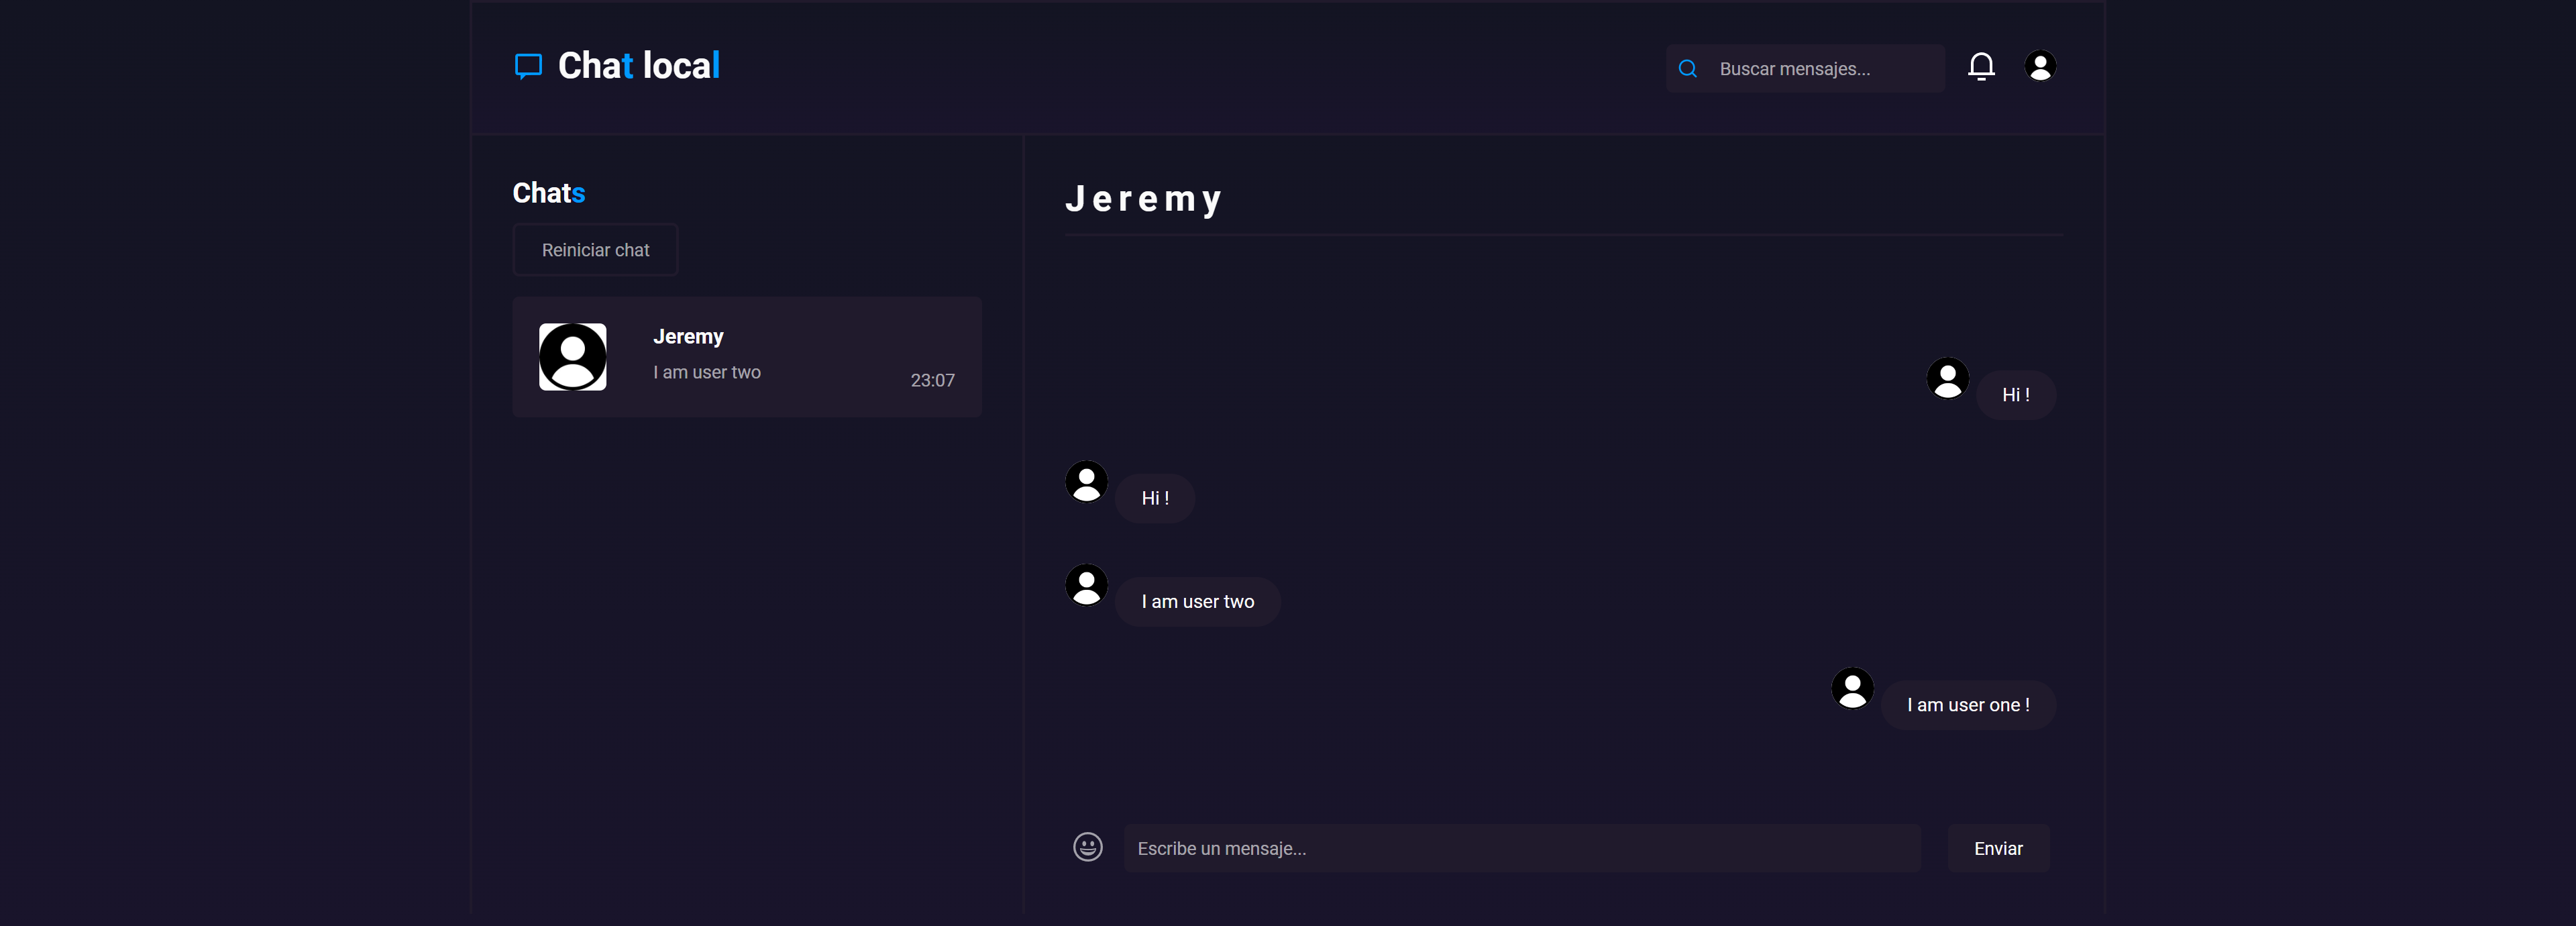 Chat local
Buscar mensajes...
Chats
Reiniciar chat
Jeremy
I am user two
23:07
Jeremy
Hi !
Hi !
I am user two
I am user one !
Escribe un mensaje...
Enviar